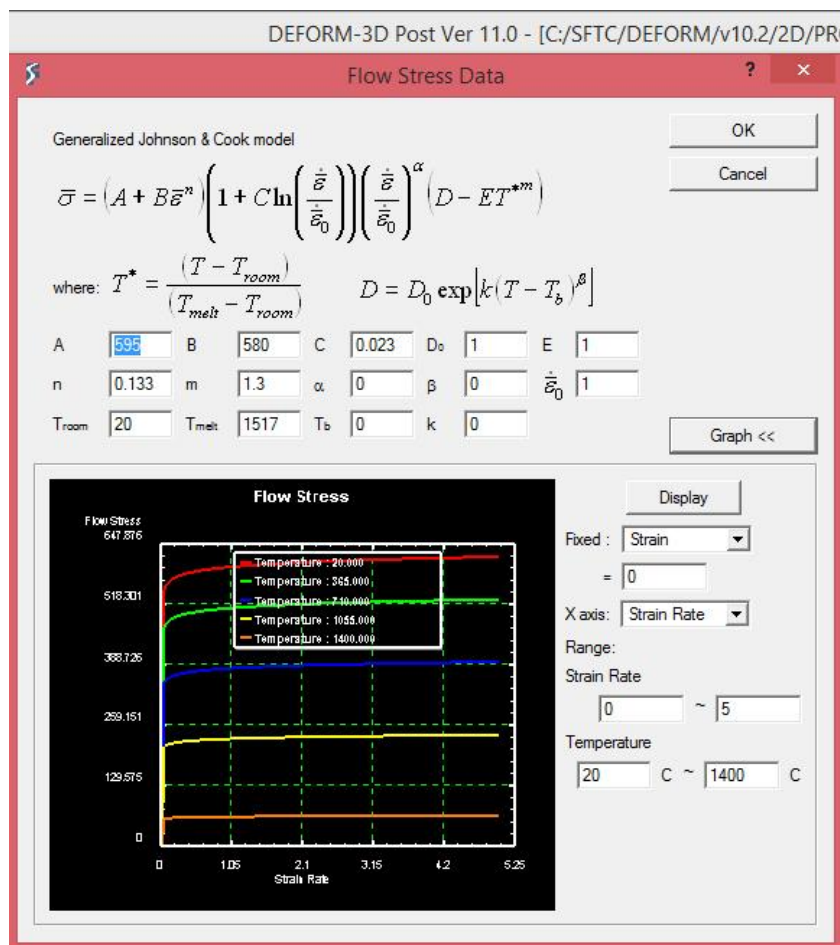 DEFORM-3D Post Ver 11.0 - [C:/SFTC/DEFORM/v10.2/2D/PR
Flow Stress Data
? ×
Generalized Johnson & Cook model
OK
Cancel
σ̅ = (A + Bε̅ⁿ)(1 + C ln(ε̅̇ / ε̅̇₀))(ε̅̇ / ε̅̇₀)^α (D − ET*ᵐ)
where: T* = (T − T_room) / (T_melt − T_room) D = D₀ exp[k(T − T_b)^β]
A 595 B 580 C 0.023 D₀ 1 E 1
n 0.133 m 1.3 α 0 β 0 ε̅̇₀ 1
Troom 20 Tmelt 1517 Tb 0 k 0
Graph <<
Flow Stress
Flow Stress
647.876
518.301
388.726
259.151
129.575
0
Temperature : 20.000
Temperature : 365.000
Temperature : 710.000
Temperature : 1055.000
Temperature : 1400.000
0 1.05 2.1 3.15 4.2 5.25
Strain Rate
Display
Fixed : Strain
= 0
X axis: Strain Rate
Range:
Strain Rate
0 ~ 5
Temperature
20 C ~ 1400 C